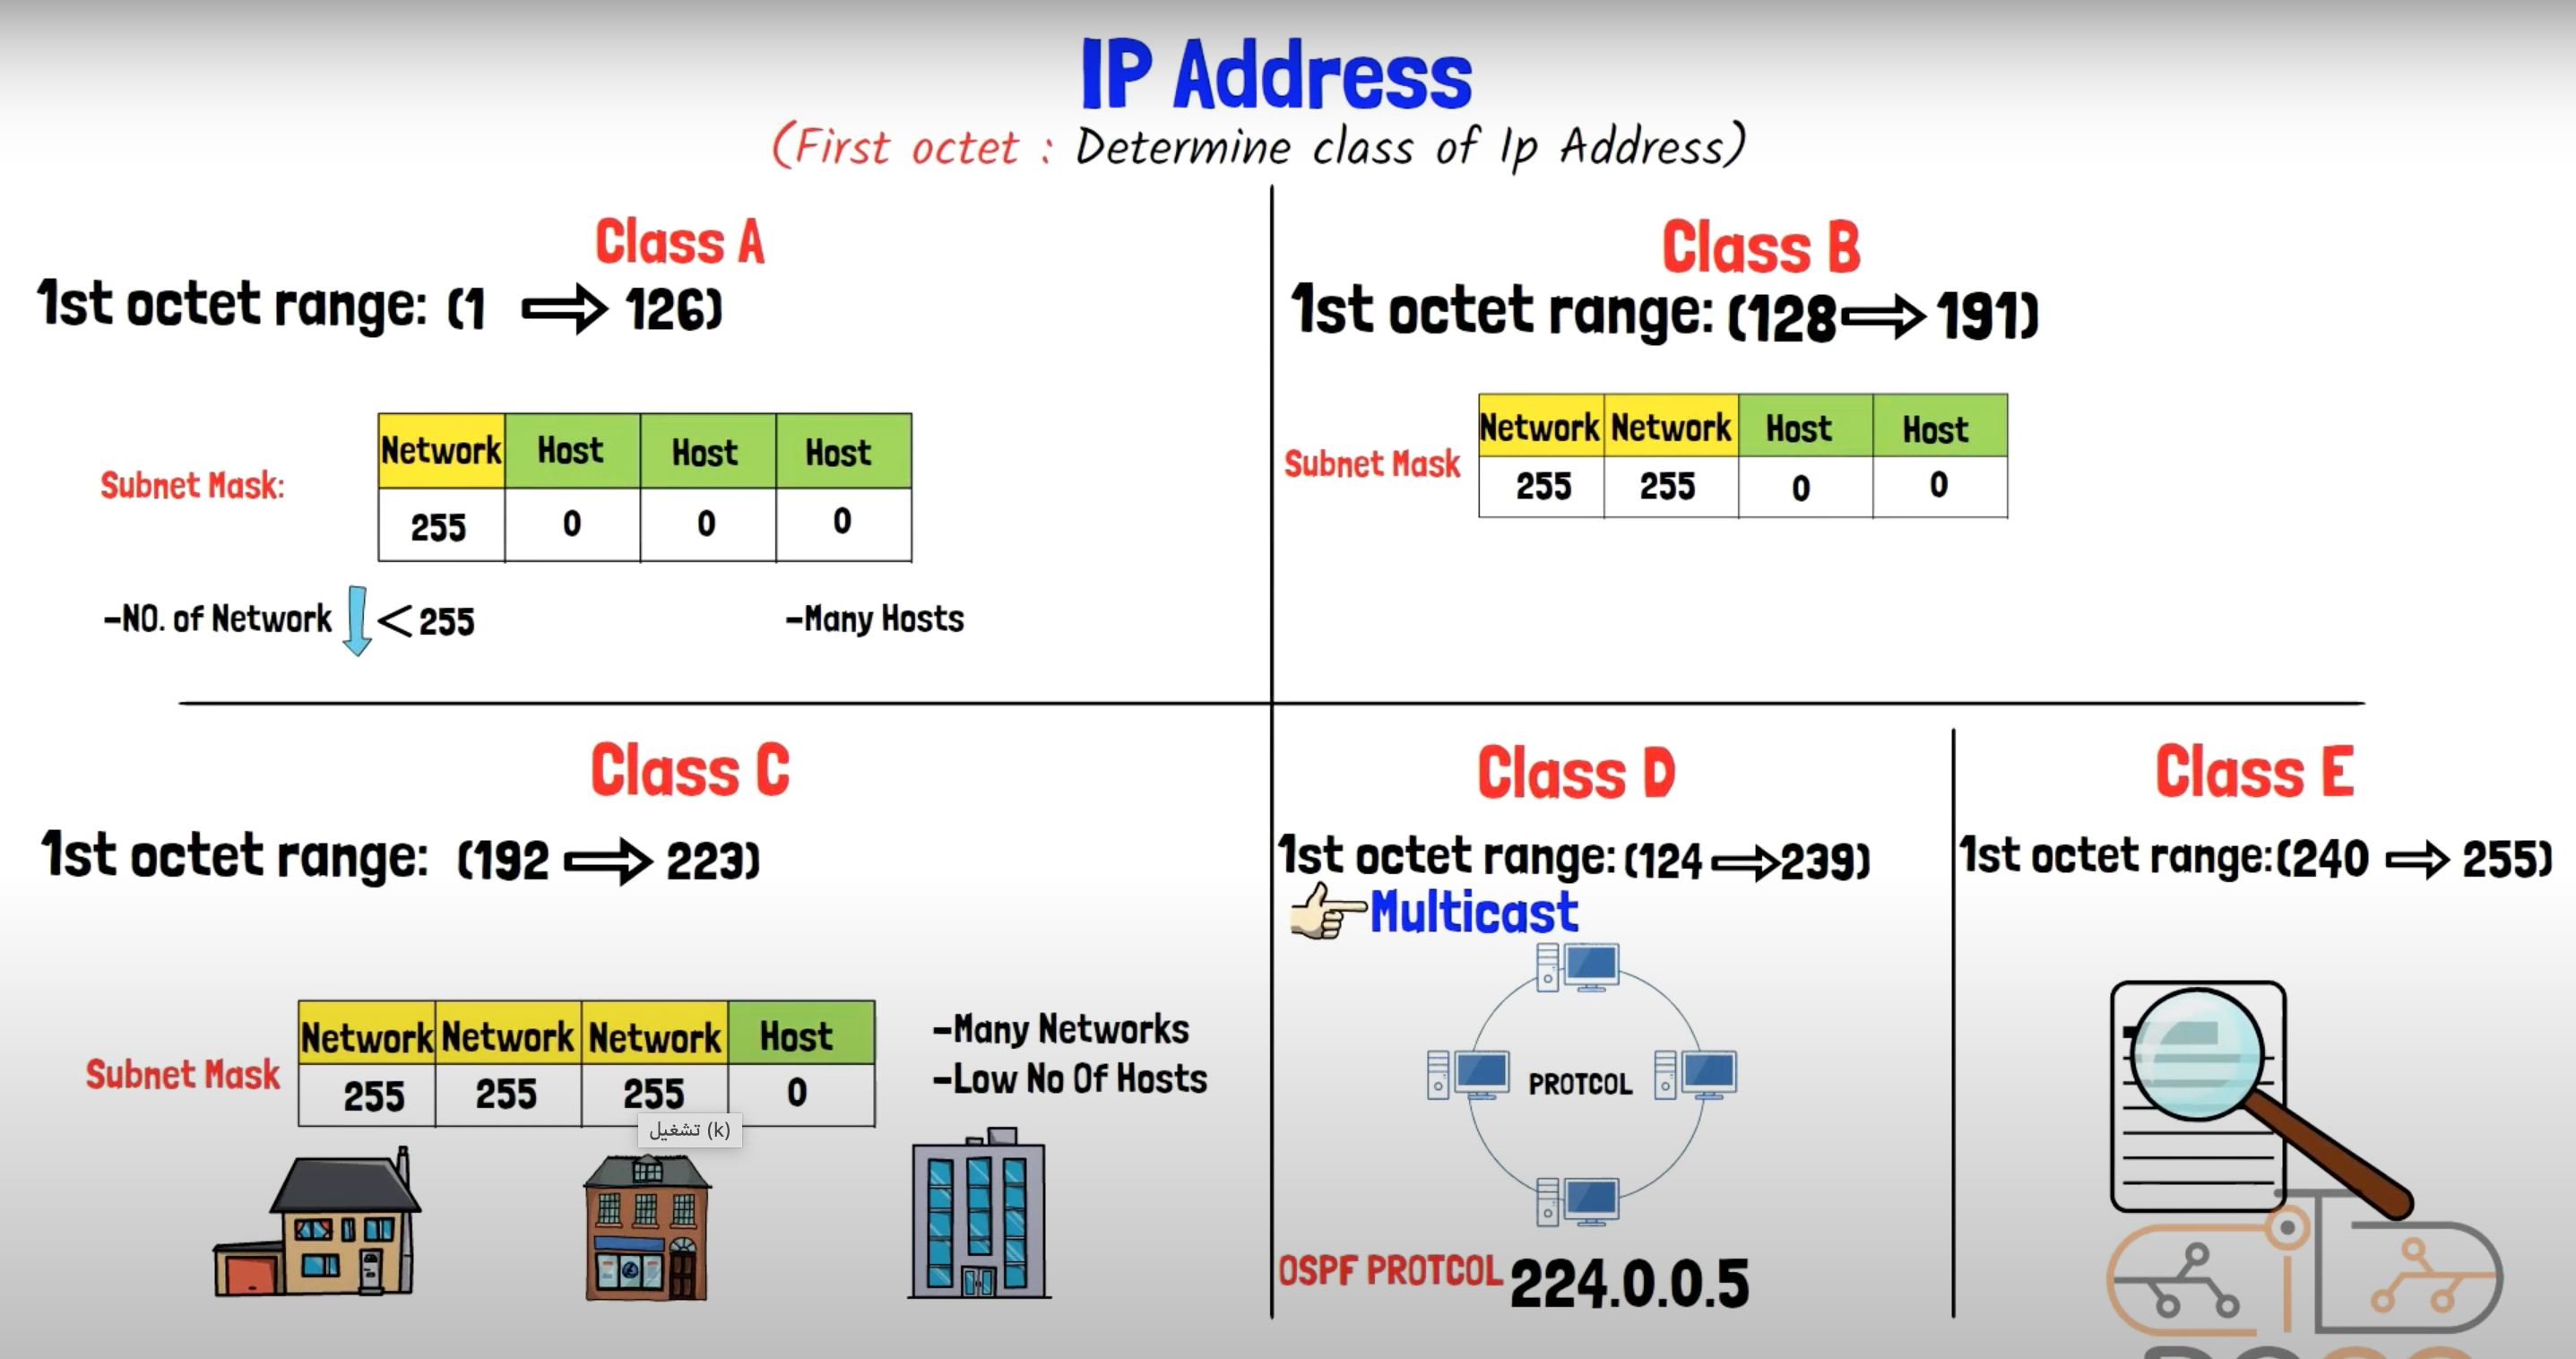 IP Address
(First octet : Determine class of Ip Address)
Class A
1st octet range: (1 ⇒ 126)
Subnet Mask:
Network Host Host Host
255 0 0 0
-NO. of Network ↓ < 255
-Many Hosts
Class B
1st octet range: (128 ⇒ 191)
Subnet Mask
Network Network Host Host
255 255 0 0
Class C
1st octet range: (192 ⇒ 223)
Subnet Mask
Network Network Network Host
255 255 255 0
-Many Networks
-Low No Of Hosts
تشغيل (k)
Class D
1st octet range: (124 ⇒ 239)
Multicast
PROTCOL
OSPF PROTCOL 224.0.0.5
Class E
1st octet range:(240 ⇒ 255)